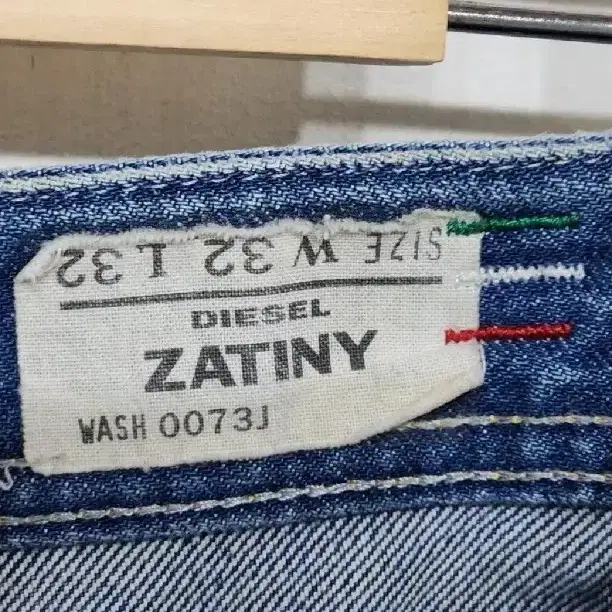 SIZE W 32 L 32
DIESEL
ZATINY
WASH 0073J